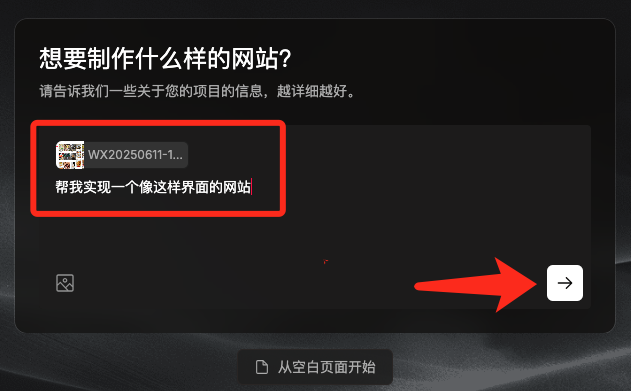 想要制作什么样的网站?
请告诉我们一些关于您的项目的信息，越详细越好。
WX20250611-1...
帮我实现一个像这样界面的网站
从空白页面开始